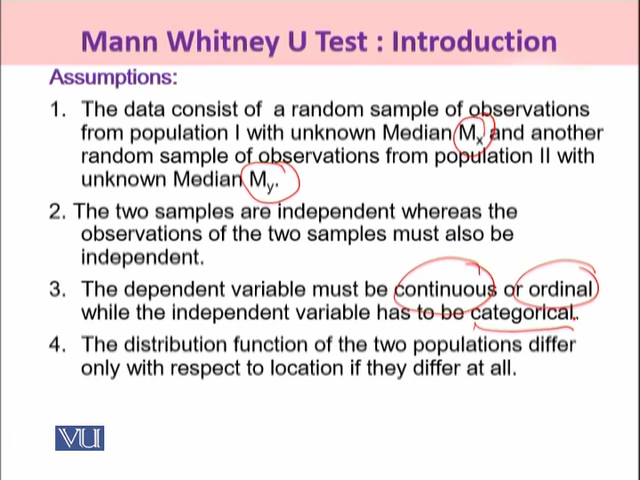 Mann Whitney U Test : Introduction
Assumptions:
1. The data consist of a random sample of observations
from population I with unknown Median Mx and another
random sample of observations from population II with
unknown Median My.
2. The two samples are independent whereas the
observations of the two samples must also be
independent.
3. The dependent variable must be continuous or ordinal
while the independent variable has to be categorical.
4. The distribution function of the two populations differ
only with respect to location if they differ at all.
VU